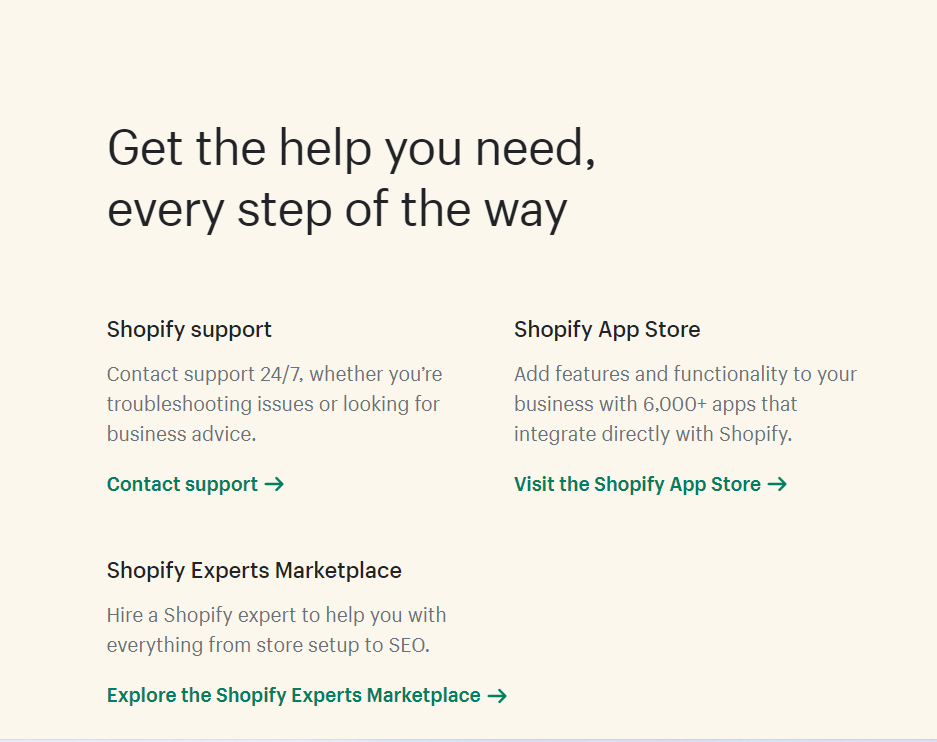 Get the help you need,
every step of the way
Shopify support
Contact support 24/7, whether you’re
troubleshooting issues or looking for
business advice.
Contact support →
Shopify App Store
Add features and functionality to your
business with 6,000+ apps that
integrate directly with Shopify.
Visit the Shopify App Store →
Shopify Experts Marketplace
Hire a Shopify expert to help you with
everything from store setup to SEO.
Explore the Shopify Experts Marketplace →